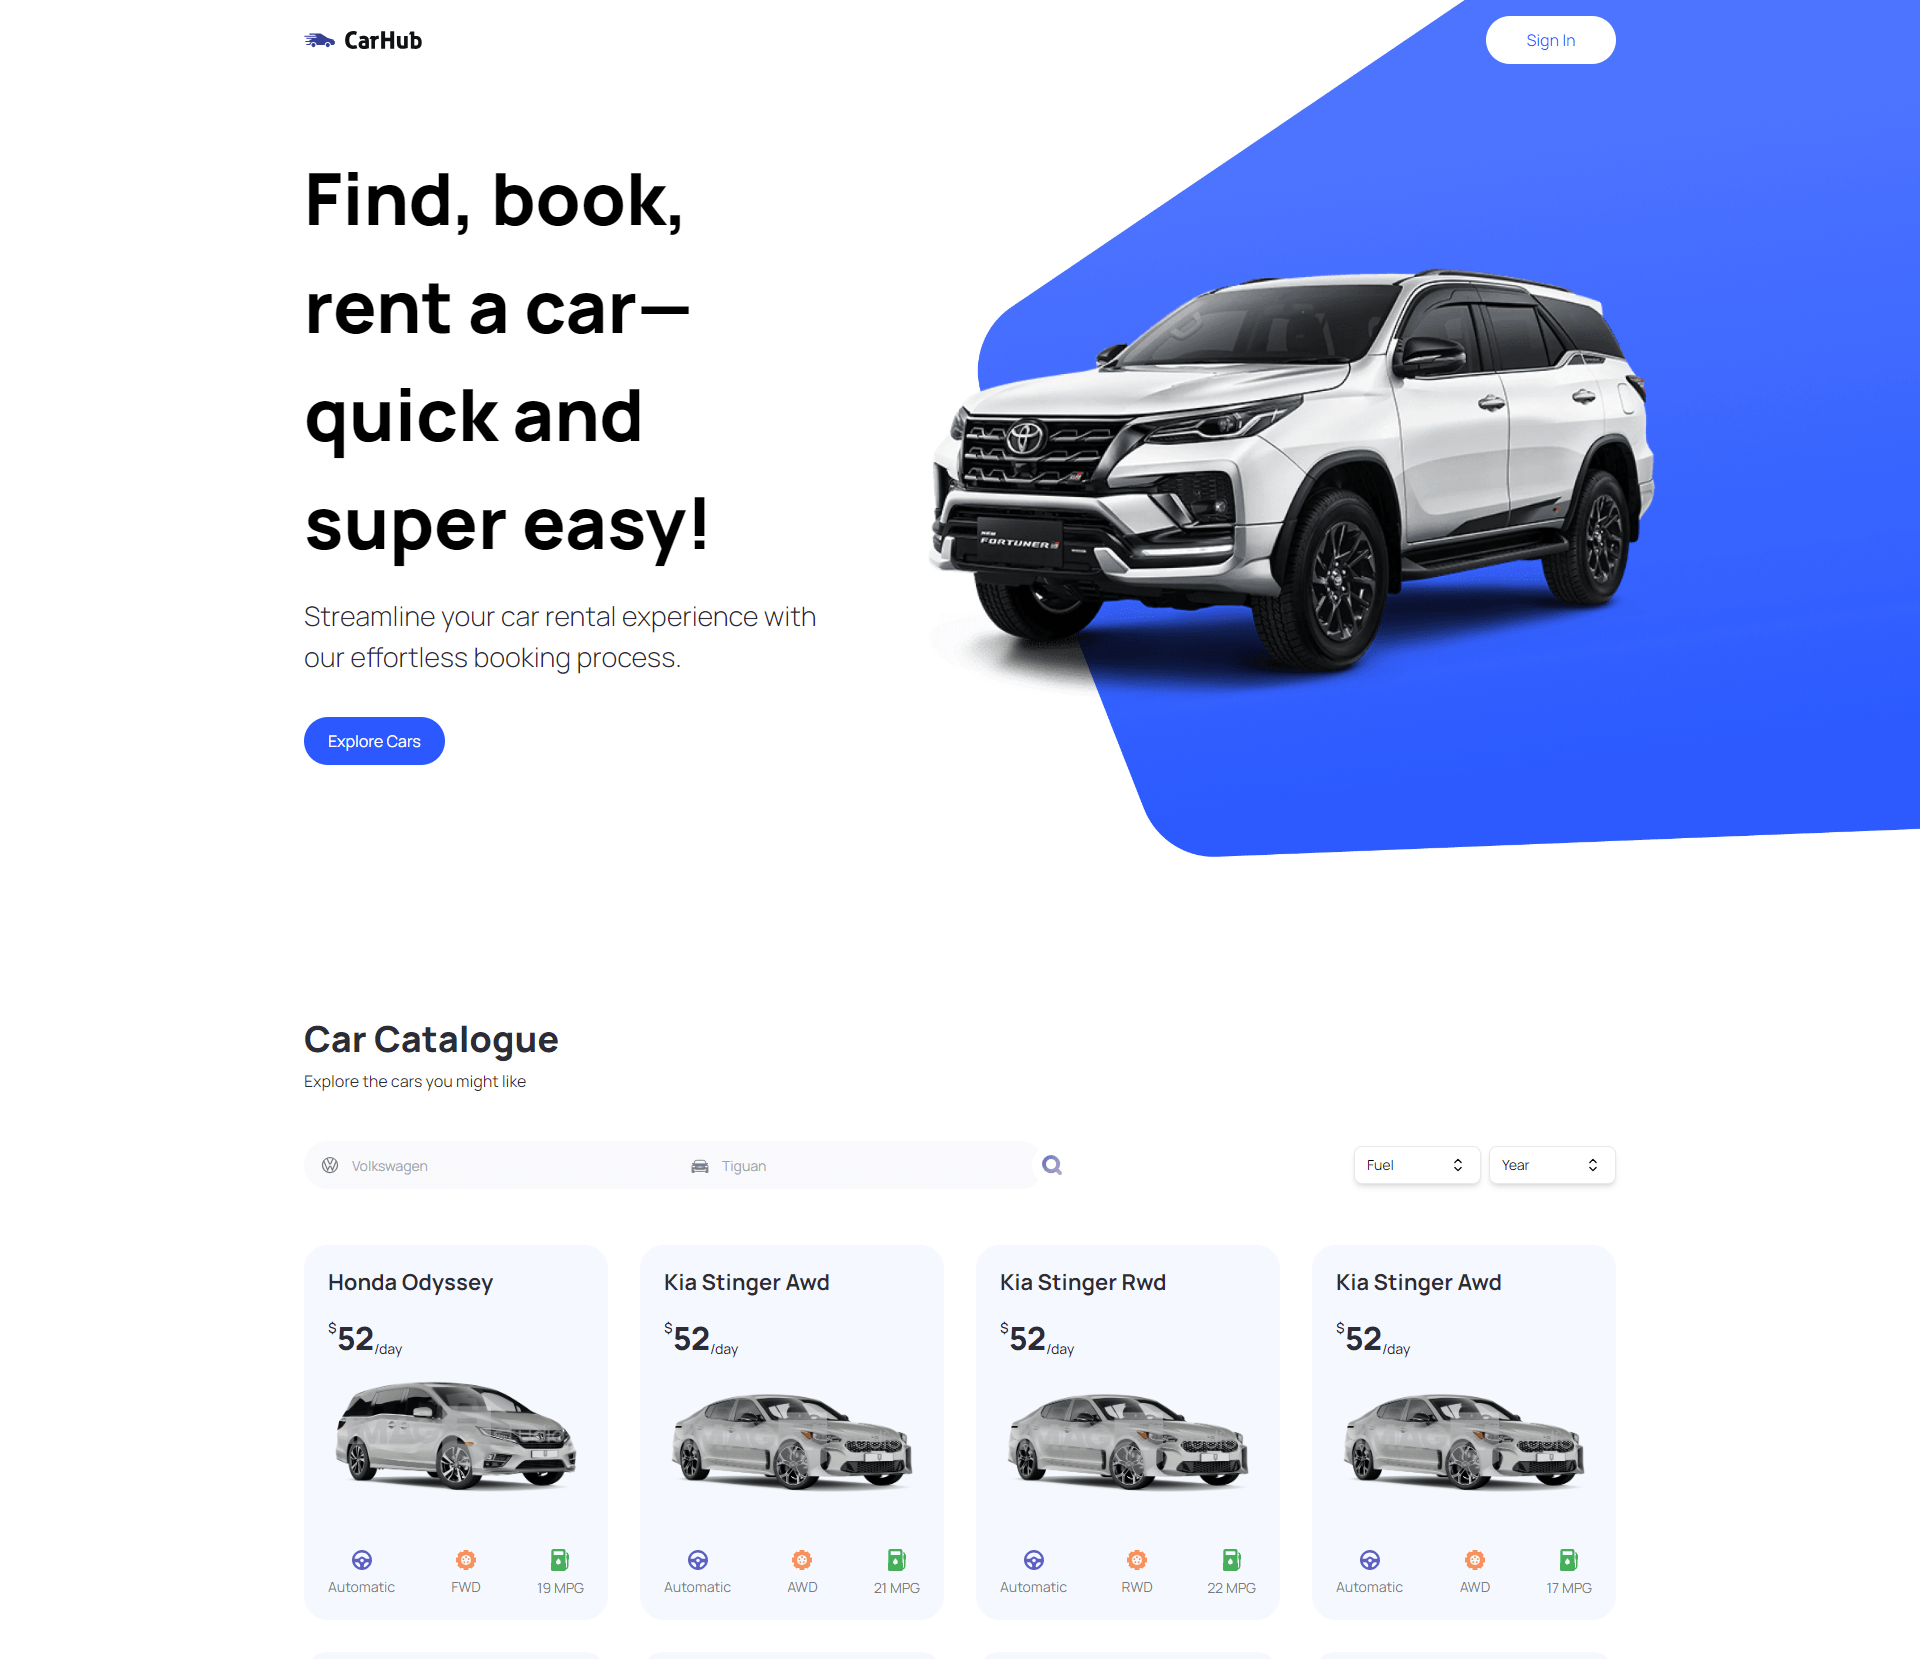 CarHub
Sign In
Find, book,
rent a car—
quick and
super easy!
NEW
FORTUNER
Streamline your car rental experience with
our effortless booking process.
Explore Cars
Car Catalogue
Explore the cars you might like
Volkswagen
Tiguan
Fuel
Year
Honda Odyssey
$52/day
Automatic
FWD
19 MPG
Kia Stinger Awd
$52/day
Automatic
AWD
21 MPG
Kia Stinger Rwd
$52/day
Automatic
RWD
22 MPG
Kia Stinger Awd
$52/day
Automatic
AWD
17 MPG